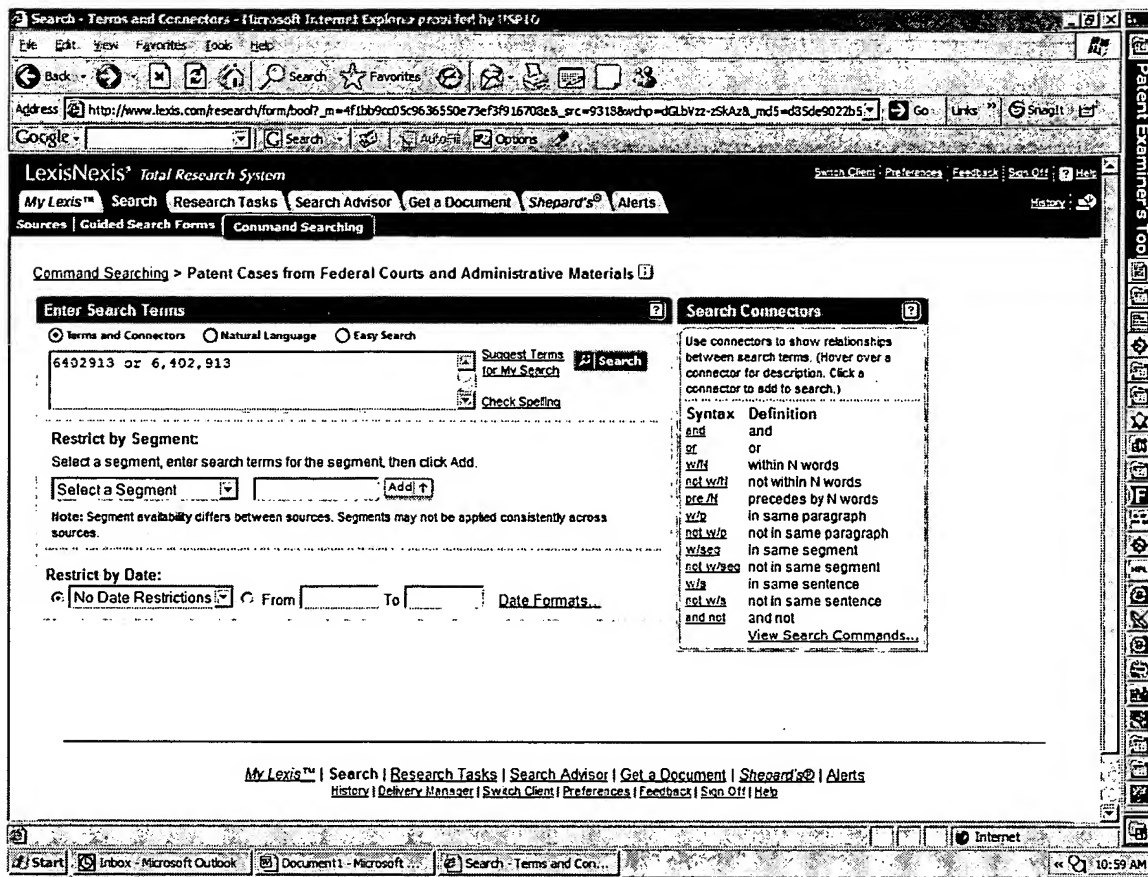 Search - Terms and Connectors - Microsoft Internet Explorer provided by USPTO
File Edit View Favorites Tools Help
Back Search Favorites
Address http://www.lexis.com/research/form/bool?_m=4f1bb9cc05c9636550e73ef3f916708e&_src=9318&wchp=dGLbVzz-zSkAz&_md5=d35de9022b5 Go Links » SnagIt
Google Search AutoFill Options
LexisNexis® Total Research System
Switch Client | Preferences | Feedback | Sign Off | ? Help
My Lexis™ Search Research Tasks Search Advisor Get a Document Shepard's® Alerts
History
Sources | Guided Search Forms | Command Searching
Command Searching > Patent Cases from Federal Courts and Administrative Materials i
Enter Search Terms ?
Terms and Connectors Natural Language Easy Search
6402913 or 6,402,913
Suggest Terms for My Search
Search
Check Spelling
Restrict by Segment:
Select a segment, enter search terms for the segment, then click Add.
Select a Segment Add ↑
Note: Segment availability differs between sources. Segments may not be applied consistently across
sources.
Restrict by Date:
No Date Restrictions From To Date Formats...
Search Connectors ?
Use connectors to show relationships
between search terms. (Hover over a
connector for description. Click a
connector to add to search.)
Syntax Definition
and and
or or
w/N within N words
not w/N not within N words
pre /N precedes by N words
w/p in same paragraph
not w/p not in same paragraph
w/seg in same segment
not w/seg not in same segment
w/s in same sentence
not w/s not in same sentence
and not and not
View Search Commands...
My Lexis™ | Search | Research Tasks | Search Advisor | Get a Document | Shepard's® | Alerts
History | Delivery Manager | Switch Client | Preferences | Feedback | Sign Off | Help
Internet
Start Inbox - Microsoft Outlook Document1 - Microsoft ... Search - Terms and Con... « 10:59 AM
Patent Examiner's Tool